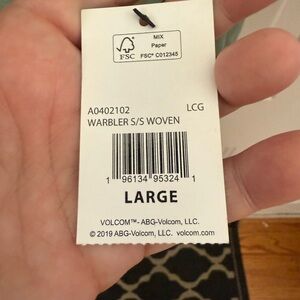 MIX
Paper
FSC
FSC® C012345
A0402102 LCG
WARBLER S/S WOVEN
1 96134 95324 1
LARGE
VOLCOM™- ABG-Volcom, LLC.
© 2019 ABG-Volcom, LLC. volcom.com